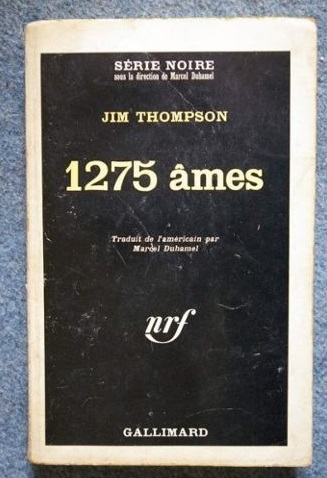 SÉRIE NOIRE
sous la direction de Marcel Duhamel
JIM THOMPSON
1275 âmes
Traduit de l'américain par
Marcel Duhamel
nrf
GALLIMARD